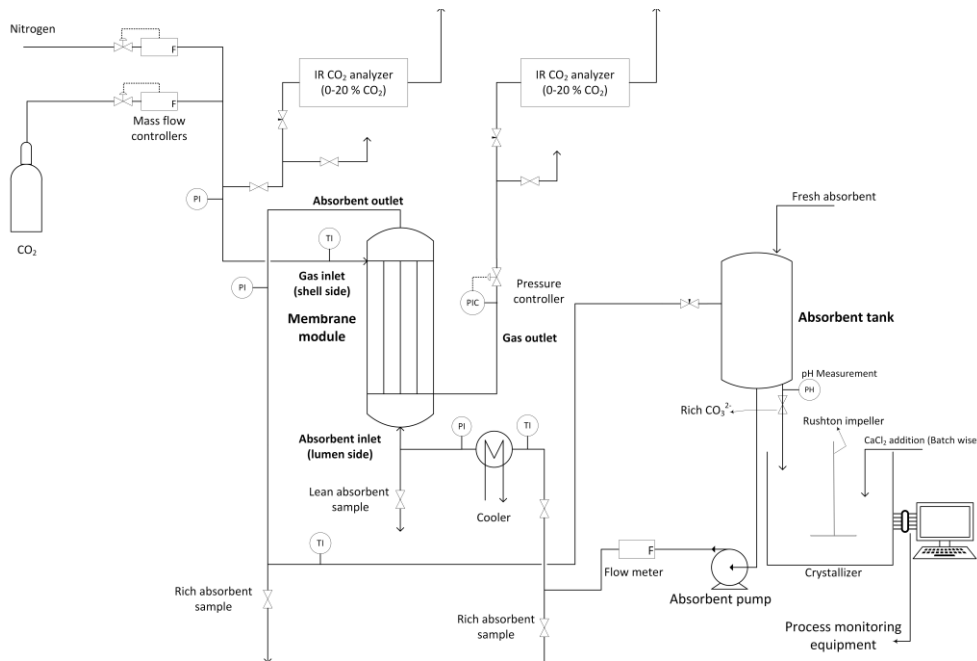 Nitrogen
F
IR CO₂ analyzer
(0-20 % CO₂)
IR CO₂ analyzer
(0-20 % CO₂)
F
Mass flow
controllers
PI
CO₂
Absorbent outlet
TI
Gas inlet
(shell side)
PI
Membrane
module
PIC
Pressure
controller
Gas outlet
Fresh absorbent
Absorbent tank
pH Measurement
PH
Rich CO₃²⁻
Rushton impeller
CaCl₂ addition (Batch wise
Absorbent inlet
(lumen side)
PI
TI
Lean absorbent
sample
Cooler
TI
F
Flow meter
Absorbent pump
Crystallizer
Rich absorbent
sample
Rich absorbent
sample
Process monitoring
equipment